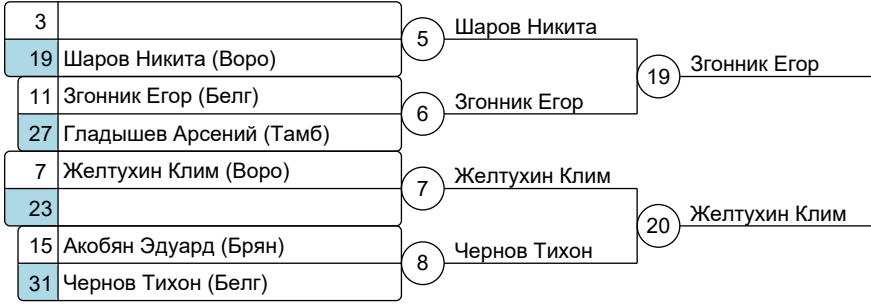 3
5
Шаров Никита
19 Шаров Никита (Воро)
19
Згонник Егор
11 Згонник Егор (Белг)
6
Згонник Егор
27 Гладышев Арсений (Тамб)
7 Желтухин Клим (Воро)
7
Желтухин Клим
23
20
Желтухин Клим
15 Акобян Эдуард (Брян)
8
Чернов Тихон
31 Чернов Тихон (Белг)